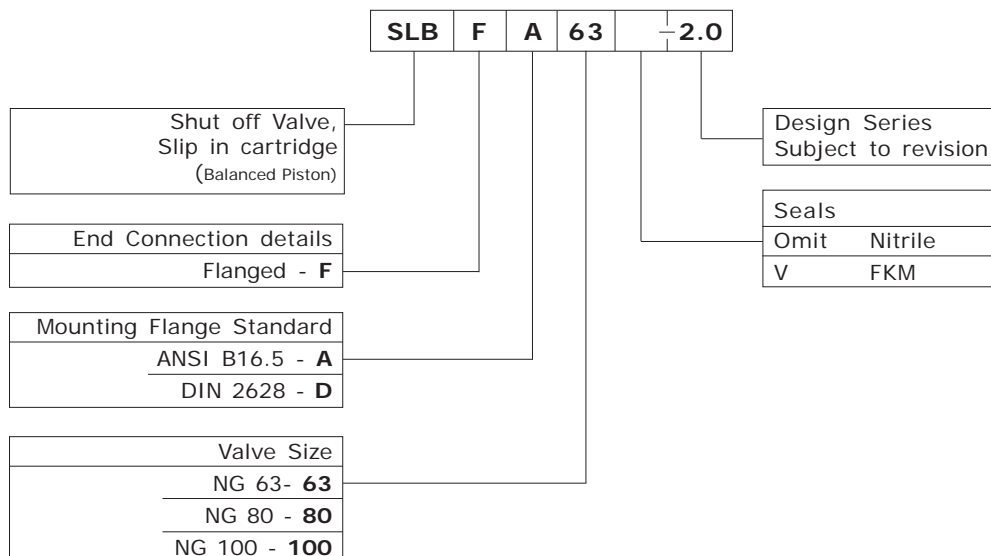 SLB F A 63 -2.0
Shut off Valve,
Slip in cartridge
(Balanced Piston)
End Connection details
Flanged - F
Mounting Flange Standard
ANSI B16.5 - A
DIN 2628 - D
Valve Size
NG 63- 63
NG 80 - 80
NG 100 - 100
Design Series
Subject to revision
Seals
Omit Nitrile
V FKM